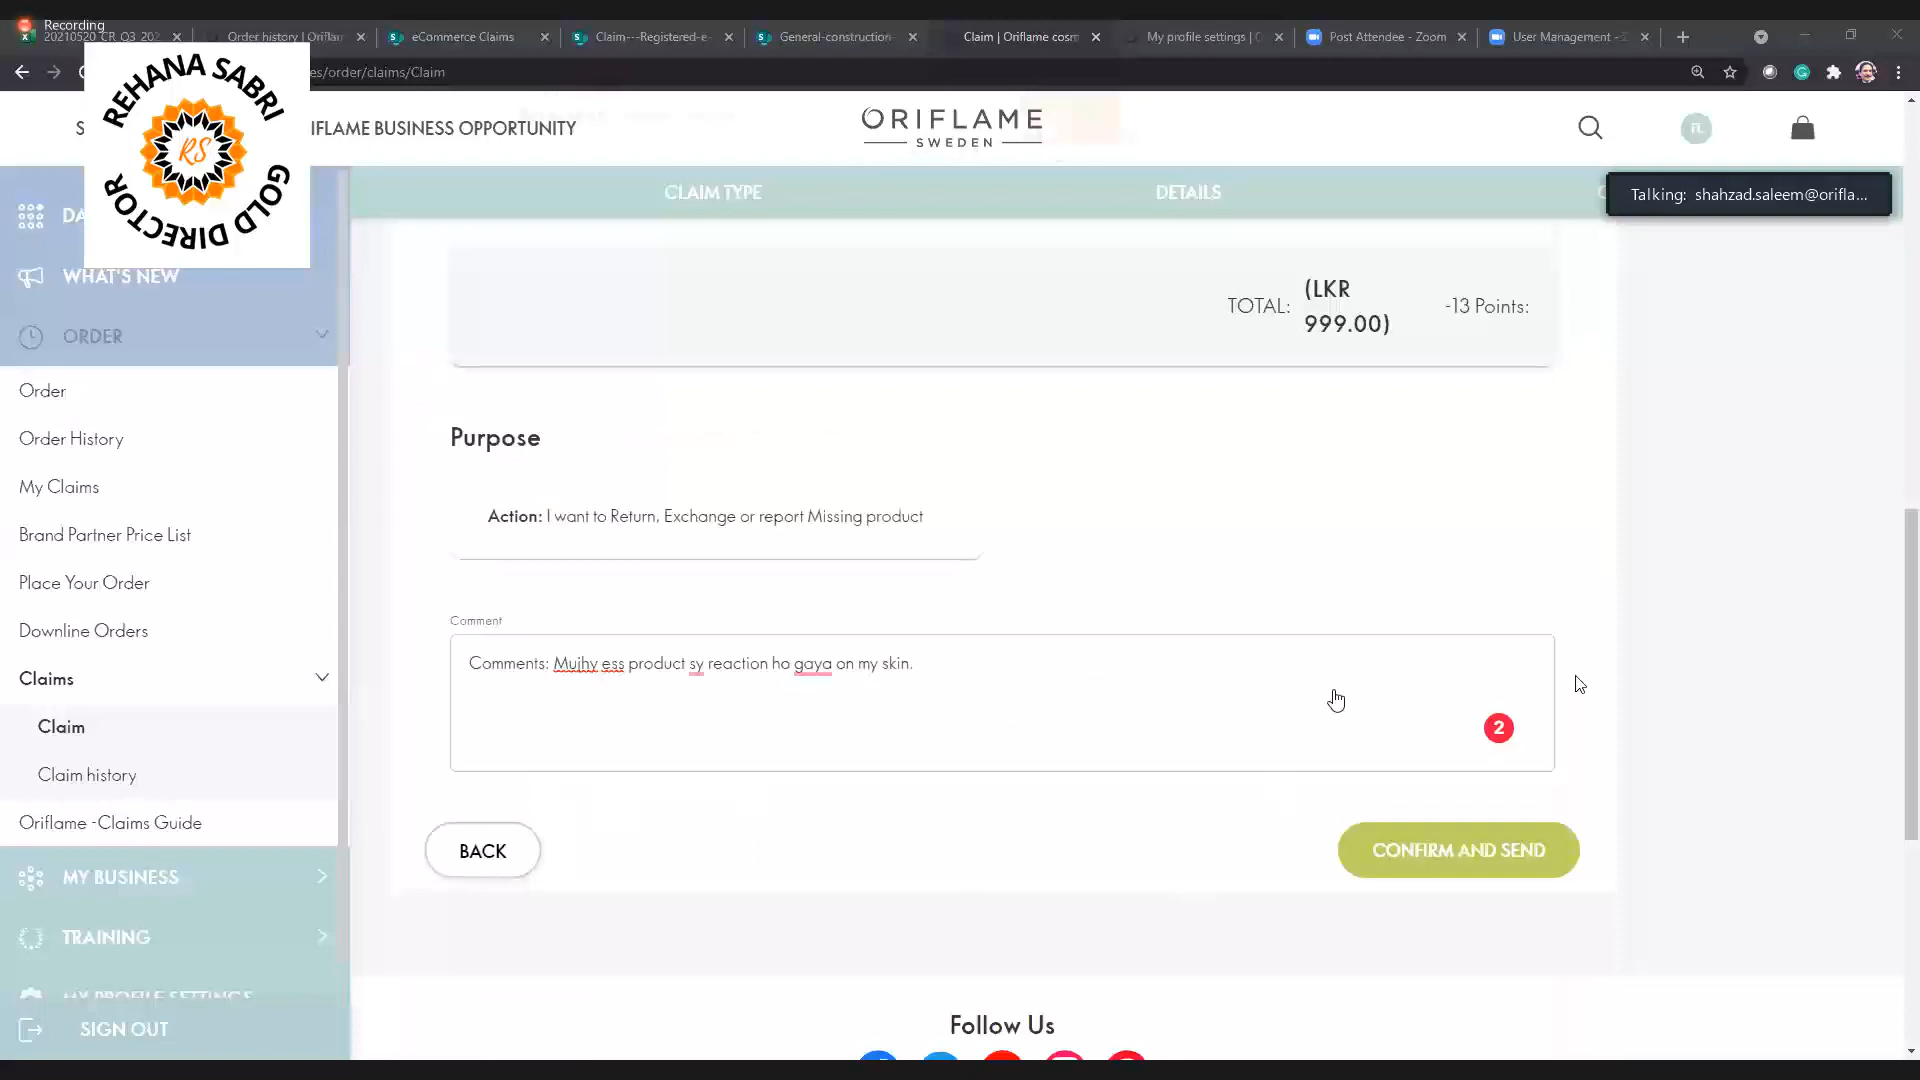 Recording
20210520_CR_Q3_202
Order history | Oriflar
eCommerce Claims
Claim---Registered-e-
General-construction-
Claim | Oriflame cosm
My profile settings |
Post Attendee - Zoom
User Management -
es/order/claims/Claim
REHANA SABRI
RS
GOLD DIRECTOR
S
IFLAME BUSINESS OPPORTUNITY
ORIFLAME
SWEDEN
FL
CLAIM TYPE
DETAILS
Talking: shahzad.saleem@orifla...
DA
WHAT'S NEW
ORDER
Order
Order History
My Claims
Brand Partner Price List
Place Your Order
Downline Orders
Claims
Claim
Claim history
Oriflame -Claims Guide
MY BUSINESS
TRAINING
MY PROFILE SETTINGS
SIGN OUT
TOTAL:
(LKR
999.00)
-13 Points:
Purpose
Action: I want to Return, Exchange or report Missing product
Comment
Comments: Mujhy ess product sy reaction ho gaya on my skin.
2
BACK
CONFIRM AND SEND
Follow Us